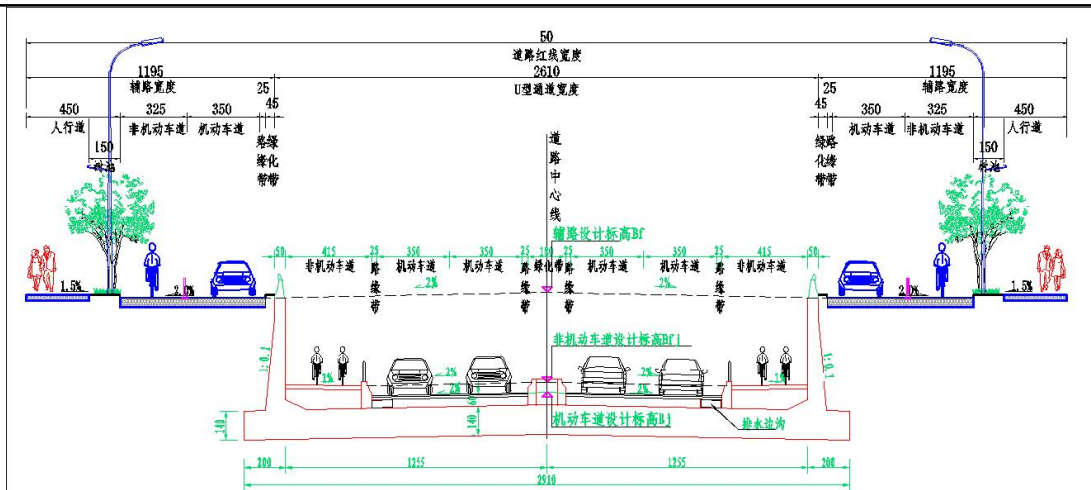 50
道路红线宽度
1195 2610 1195
辅路宽度 25 U型通道宽度 25 辅路宽度
450 325 350 45 45 350 325 450
人行道 非机动车道 机动车道 路缘带 绿化带 绿化带 路缘带 机动车道 非机动车道 人行道
150 150
树池 树池
道路中心线
辅路设计标高Bf
50 415 25 350 350 25 100 25 350 350 25 415 50
非机动车道 路缘带 机动车道 机动车道 路缘带 绿化带 路缘带 机动车道 机动车道 路缘带 非机动车道
2% 2%
1.5% 2.0% 2.0% 1.5%
非机动车道设计标高Bfj
1:0.1 1:0.1
1% 2% 2% 1%
2% 2%
60
140 140 机动车道设计标高Bj 排水边沟
200 1255 1255 200
2910